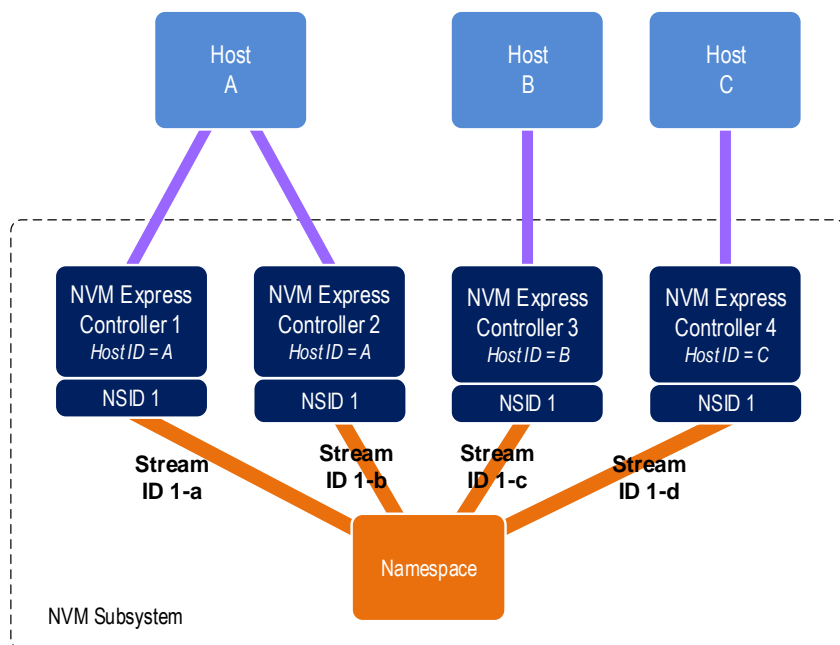 Host
A
Host
B
Host
C
NVM Express
Controller 1
Host ID = A
NVM Express
Controller 2
Host ID = A
NVM Express
Controller 3
Host ID = B
NVM Express
Controller 4
Host ID = C
NSID 1
NSID 1
NSID 1
NSID 1
Stream
ID 1-a
Stream
ID 1-b
Stream
ID 1-c
Stream
ID 1-d
Namespace
NVM Subsystem